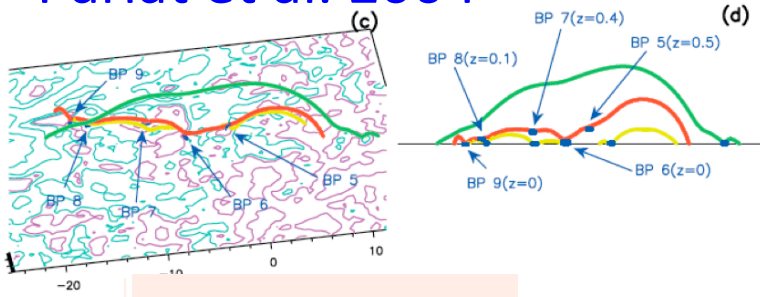 (c)
(d)
BP 9
BP 8
BP 7
BP 6
BP 5
-20
-10
0
10
BP 7(z=0.4)
BP 5(z=0.5)
BP 8(z=0.1)
BP 9(z=0)
BP 6(z=0)